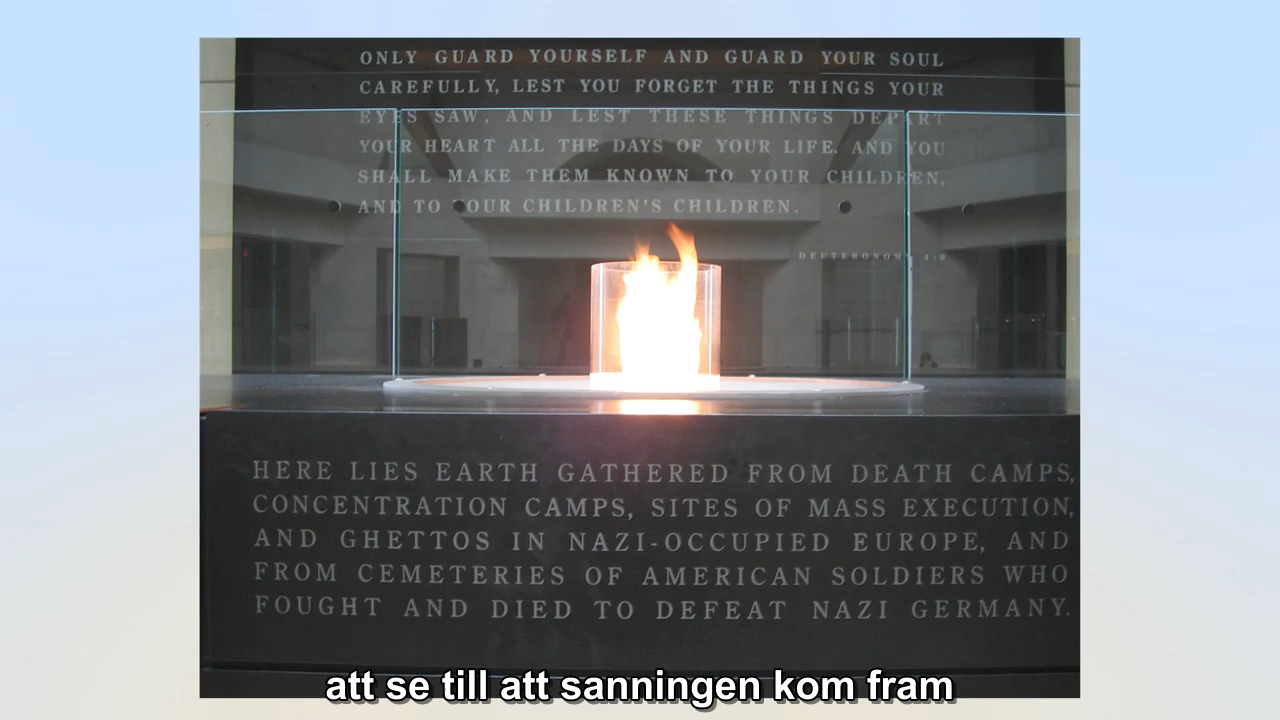 ONLY GUARD YOURSELF AND GUARD YOUR SOUL
CAREFULLY, LEST YOU FORGET THE THINGS YOUR
EYES SAW, AND LEST THESE THINGS DEPART
YOUR HEART ALL THE DAYS OF YOUR LIFE. AND YOU
SHALL MAKE THEM KNOWN TO YOUR CHILDREN,
AND TO YOUR CHILDREN'S CHILDREN.
DEUTERONOMY 4:9
HERE LIES EARTH GATHERED FROM DEATH CAMPS,
CONCENTRATION CAMPS, SITES OF MASS EXECUTION,
AND GHETTOS IN NAZI-OCCUPIED EUROPE, AND
FROM CEMETERIES OF AMERICAN SOLDIERS WHO
FOUGHT AND DIED TO DEFEAT NAZI GERMANY.
att se till att sanningen kom fram